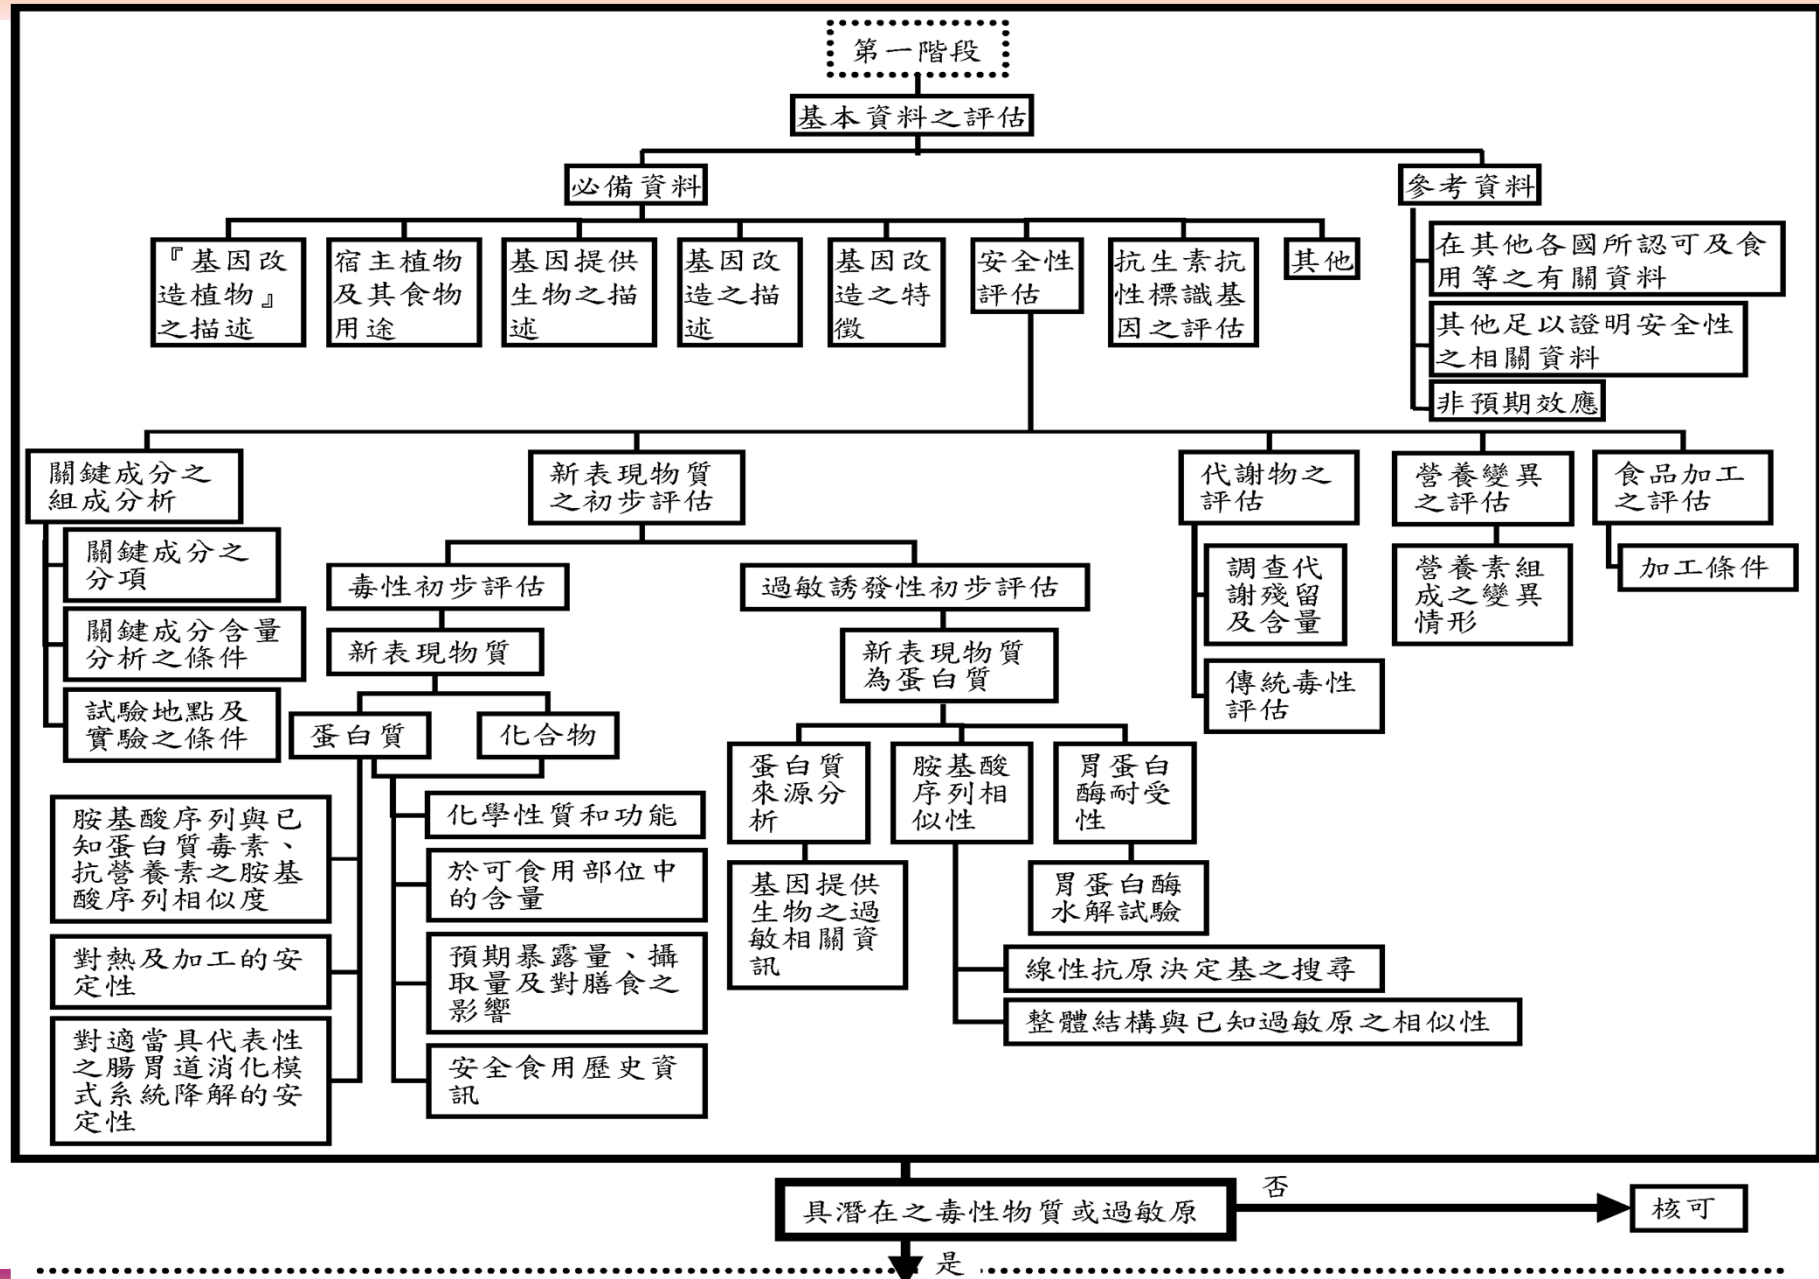 第一階段
基本資料之評估
必備資料
參考資料
『基因改
造植物』
之描述
宿主植物
及其食物
用途
基因提供
生物之描
述
基因改
造之描
述
基因改
造之特
徵
安全性
評估
抗生素抗
性標識基
因之評估
其他
在其他各國所認可及食
用等之有關資料
其他足以證明安全性
之相關資料
非預期效應
關鍵成分之
組成分析
新表現物質
之初步評估
代謝物之
評估
營養變異
之評估
食品加工
之評估
關鍵成分之
分項
關鍵成分含量
分析之條件
試驗地點及
實驗之條件
毒性初步評估
過敏誘發性初步評估
新表現物質
蛋白質
化合物
新表現物質
為蛋白質
調查代
謝殘留
及含量
傳統毒性
評估
營養素組
成之變異
情形
加工條件
胺基酸序列與已
知蛋白質毒素、
抗營養素之胺基
酸序列相似度
對熱及加工的安
定性
對適當具代表性
之腸胃道消化模
式系統降解的安
定性
化學性質和功能
於可食用部位中
的含量
預期暴露量、攝
取量及對膳食之
影響
安全食用歷史資
訊
蛋白質
來源分
析
胺基酸
序列相
似性
胃蛋白
酶耐受
性
基因提供
生物之過
敏相關資
訊
胃蛋白酶
水解試驗
線性抗原決定基之搜尋
整體結構與已知過敏原之相似性
具潛在之毒性物質或過敏原
否
核可
是